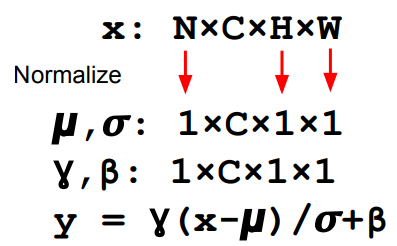 x: N×C×H×W
Normalize
μ,σ: 1×C×1×1
γ,β: 1×C×1×1
y = γ(x-μ)/σ+β